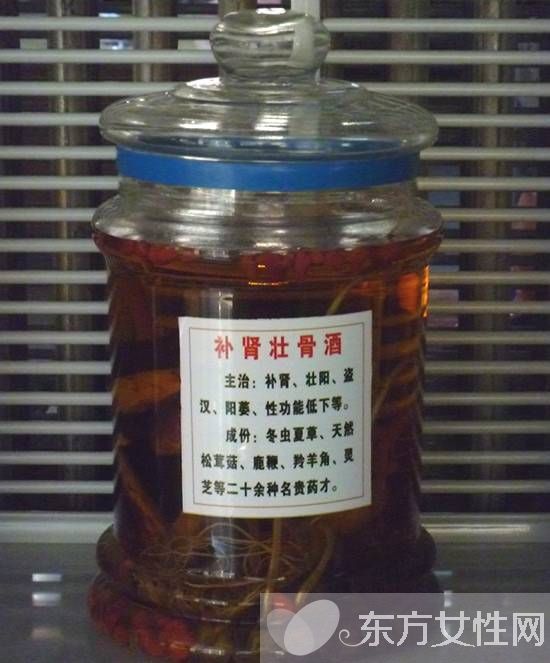 补肾壮骨酒
主治：补肾、壮阳、盗
汉、阳萎、性功能低下等。
成份：冬虫夏草、天然
松茸菇、鹿鞭、羚羊角、灵
芝等二十余种名贵药才。
东方女性网